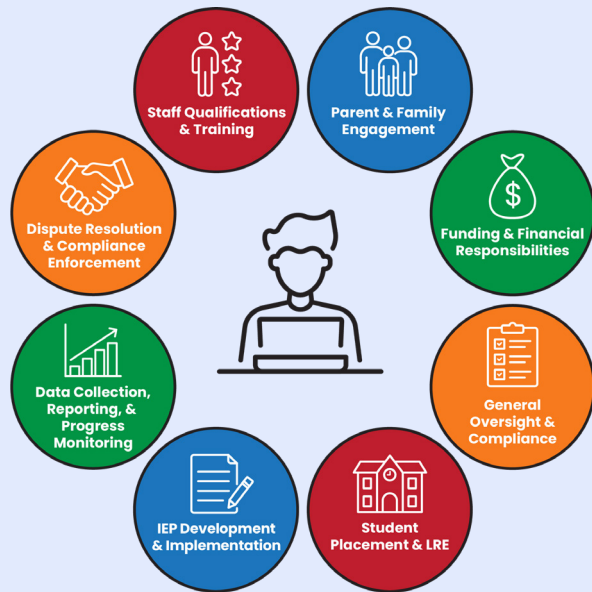 Staff Qualifications
& Training
Parent & Family
Engagement
$
Funding & Financial
Responsibilities
General
Oversight &
Compliance
Student
Placement & LRE
IEP Development
& Implementation
Data Collection,
Reporting, &
Progress
Monitoring
Dispute Resolution
& Compliance
Enforcement